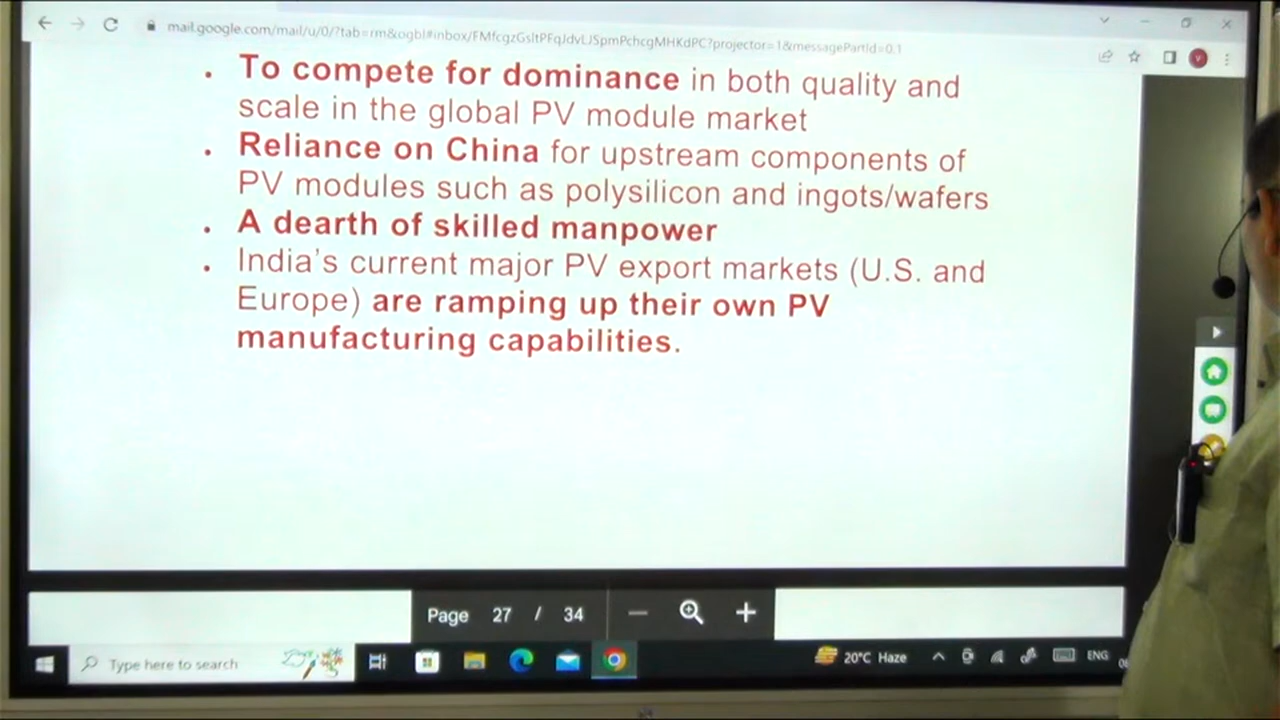 mail.google.com/mail/u/0/?tab=rm&ogbl#inbox/FMfcgzGsltPFqJdvLJSpmPchcgMHKdPC?projector=1&messagePartId=0.1
. To compete for dominance in both quality and
scale in the global PV module market
. Reliance on China for upstream components of
PV modules such as polysilicon and ingots/wafers
. A dearth of skilled manpower
. India's current major PV export markets (U.S. and
Europe) are ramping up their own PV
manufacturing capabilities.
Page 27 / 34
Type here to search
20°C Haze
ENG